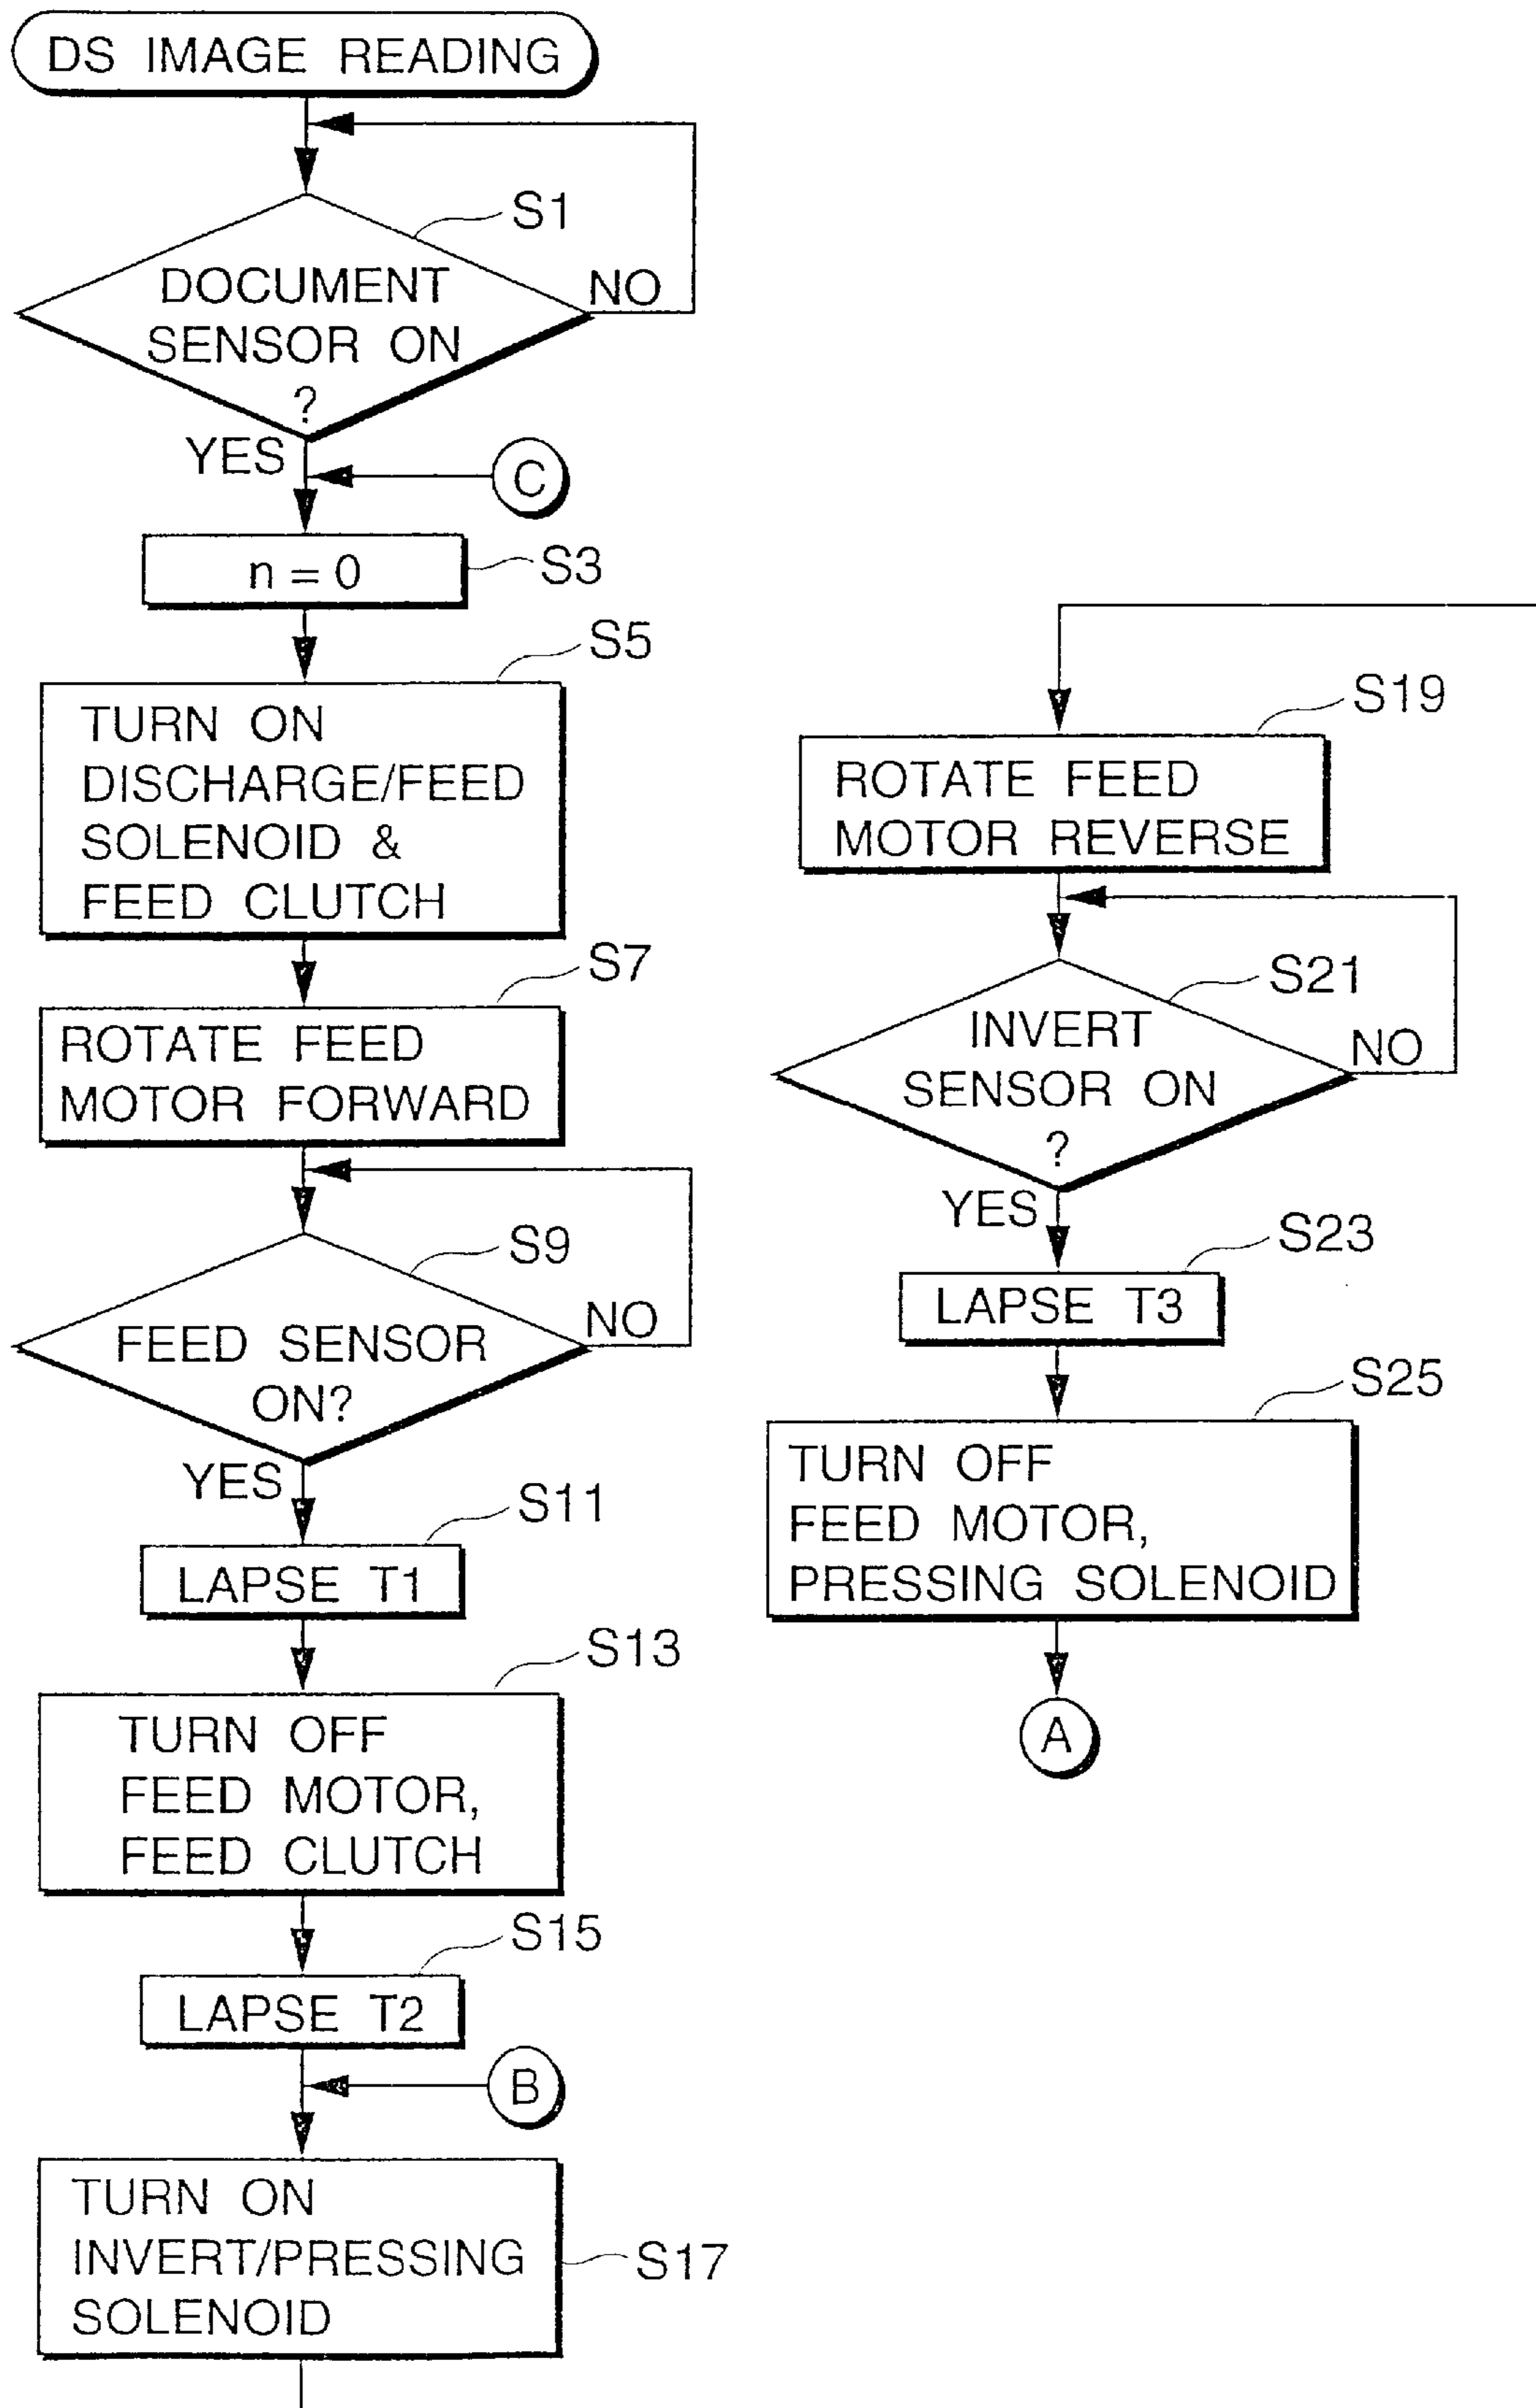 DS IMAGE READING
S1
DOCUMENT
SENSOR ON
?
NO
YES
C
n = 0
S3
S5
TURN ON
DISCHARGE/FEED
SOLENOID &
FEED CLUTCH
S7
ROTATE FEED
MOTOR FORWARD
S9
FEED SENSOR
ON?
NO
YES
S11
LAPSE T1
S13
TURN OFF
FEED MOTOR,
FEED CLUTCH
S15
LAPSE T2
B
TURN ON
INVERT/PRESSING
SOLENOID
S17
S19
ROTATE FEED
MOTOR REVERSE
S21
INVERT
SENSOR ON
?
NO
YES
S23
LAPSE T3
S25
TURN OFF
FEED MOTOR,
PRESSING SOLENOID
A